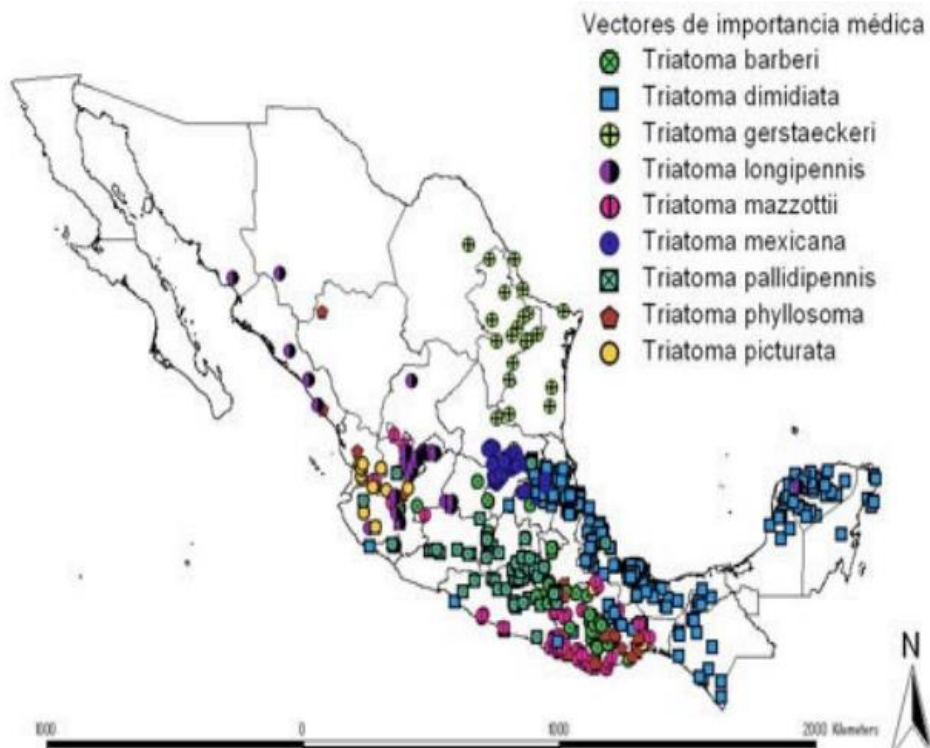 Vectores de importancia médica
Triatoma barberi
Triatoma dimidiata
Triatoma gerstaeckeri
Triatoma longipennis
Triatoma mazzottii
Triatoma mexicana
Triatoma pallidipennis
Triatoma phyllosoma
Triatoma picturata
N
1000 0 1000 2000 Kilometers